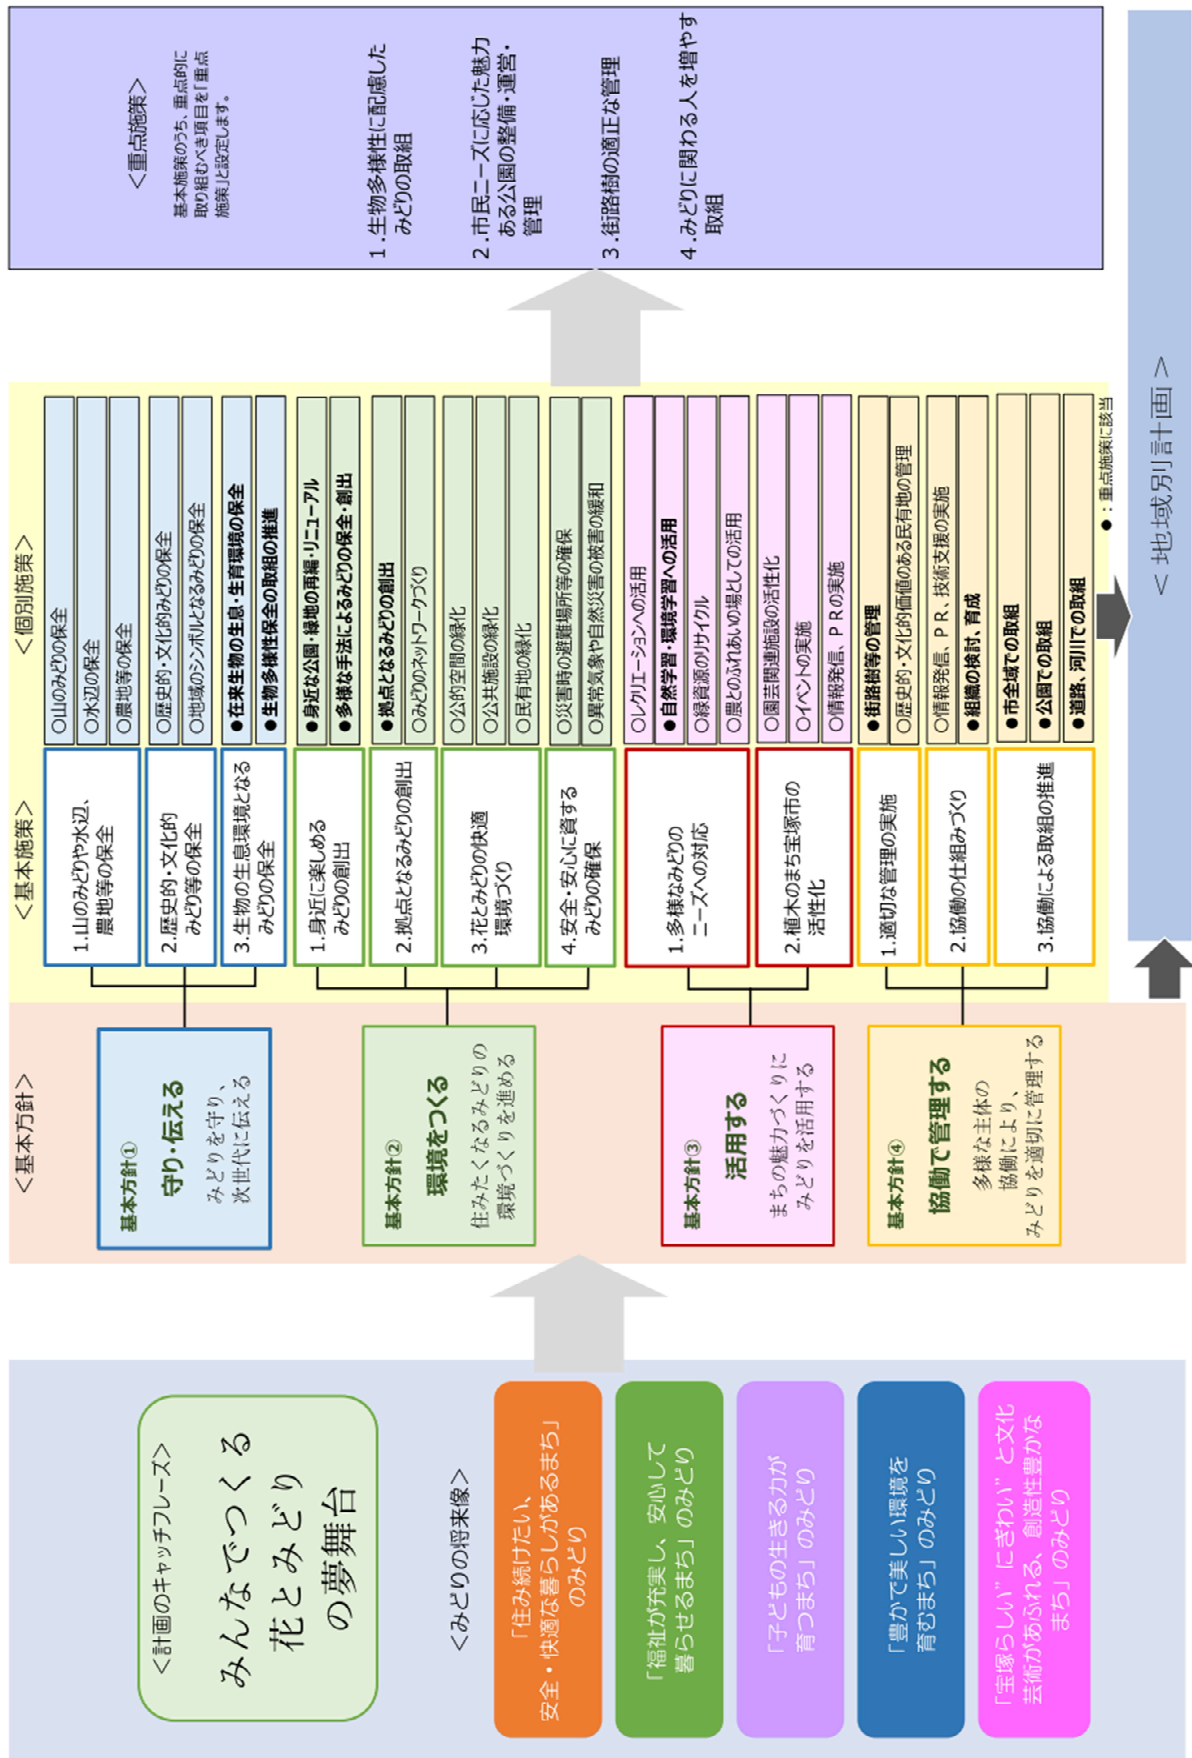 <計画のキャッチフレーズ>
みんなでつくる
花とみどり
の夢舞台
<みどりの将来像>
「住み続けたい、
安全・快適な暮らしがあるまち」
のみどり
「福祉が充実し、安心して
暮らせるまち」のみどり
「子どもの生きる力が
育つまち」のみどり
「豊かで美しい環境を
育むまち」のみどり
「宝塚らしい”にぎわい”と文化
芸術があふれる、創造性豊かな
まち」のみどり
<基本方針>
基本方針①
守り・伝える
みどりを守り、
次世代に伝える
基本方針②
環境をつくる
住みたくなるみどりの
環境づくりを進める
基本方針③
活用する
まちの魅力づくりに
みどりを活用する
基本方針④
協働で管理する
多様な主体の
協働により、
みどりを適切に管理する
<基本施策>
1.山のみどりや水辺、
農地等の保全
2.歴史的・文化的
みどり等の保全
3.生物の生息環境となる
みどりの保全
1.身近に楽しめる
みどりの創出
2.拠点となるみどりの創出
3.花とみどりの快適
環境づくり
4.安全・安心に資する
みどりの確保
1.多様なみどりの
ニーズへの対応
2.植木のまち宝塚市の
活性化
1.適切な管理の実施
2.協働の仕組みづくり
3.協働による取組の推進
<個別施策>
○山のみどりの保全
○水辺の保全
○農地等の保全
○歴史的・文化的みどりの保全
○地域のシンボルとなるみどりの保全
●在来生物の生息・生育環境の保全
●生物多様性保全の取組の推進
●身近な公園・緑地の再編・リニューアル
●多様な手法によるみどりの保全・創出
●拠点となるみどりの創出
○みどりのネットワークづくり
○公的空間の緑化
○公共施設の緑化
○民有地の緑化
○災害時の避難場所等の確保
○異常気象や自然災害の被害の緩和
○レクリエーションへの活用
●自然学習・環境学習への活用
○緑資源のリサイクル
○農とのふれあいの場としての活用
○園芸関連施設の活性化
○イベントの実施
○情報発信、PRの実施
●街路樹等の管理
○歴史的・文化的価値のある民有地の管理
○情報発信、PR、技術支援の実施
●組織の検討、育成
●市全域での取組
●公園での取組
●道路、河川での取組
●:重点施策に該当
<重点施策>
基本施策のうち、重点的に
取り組むべき項目を「重点
施策」と設定します。
1.生物多様性に配慮した
みどりの取組
2.市民ニーズに応じた魅力
ある公園の整備・運営・
管理
3.街路樹の適正な管理
4.みどりに関わる人を増やす
取組
<地域別計画>